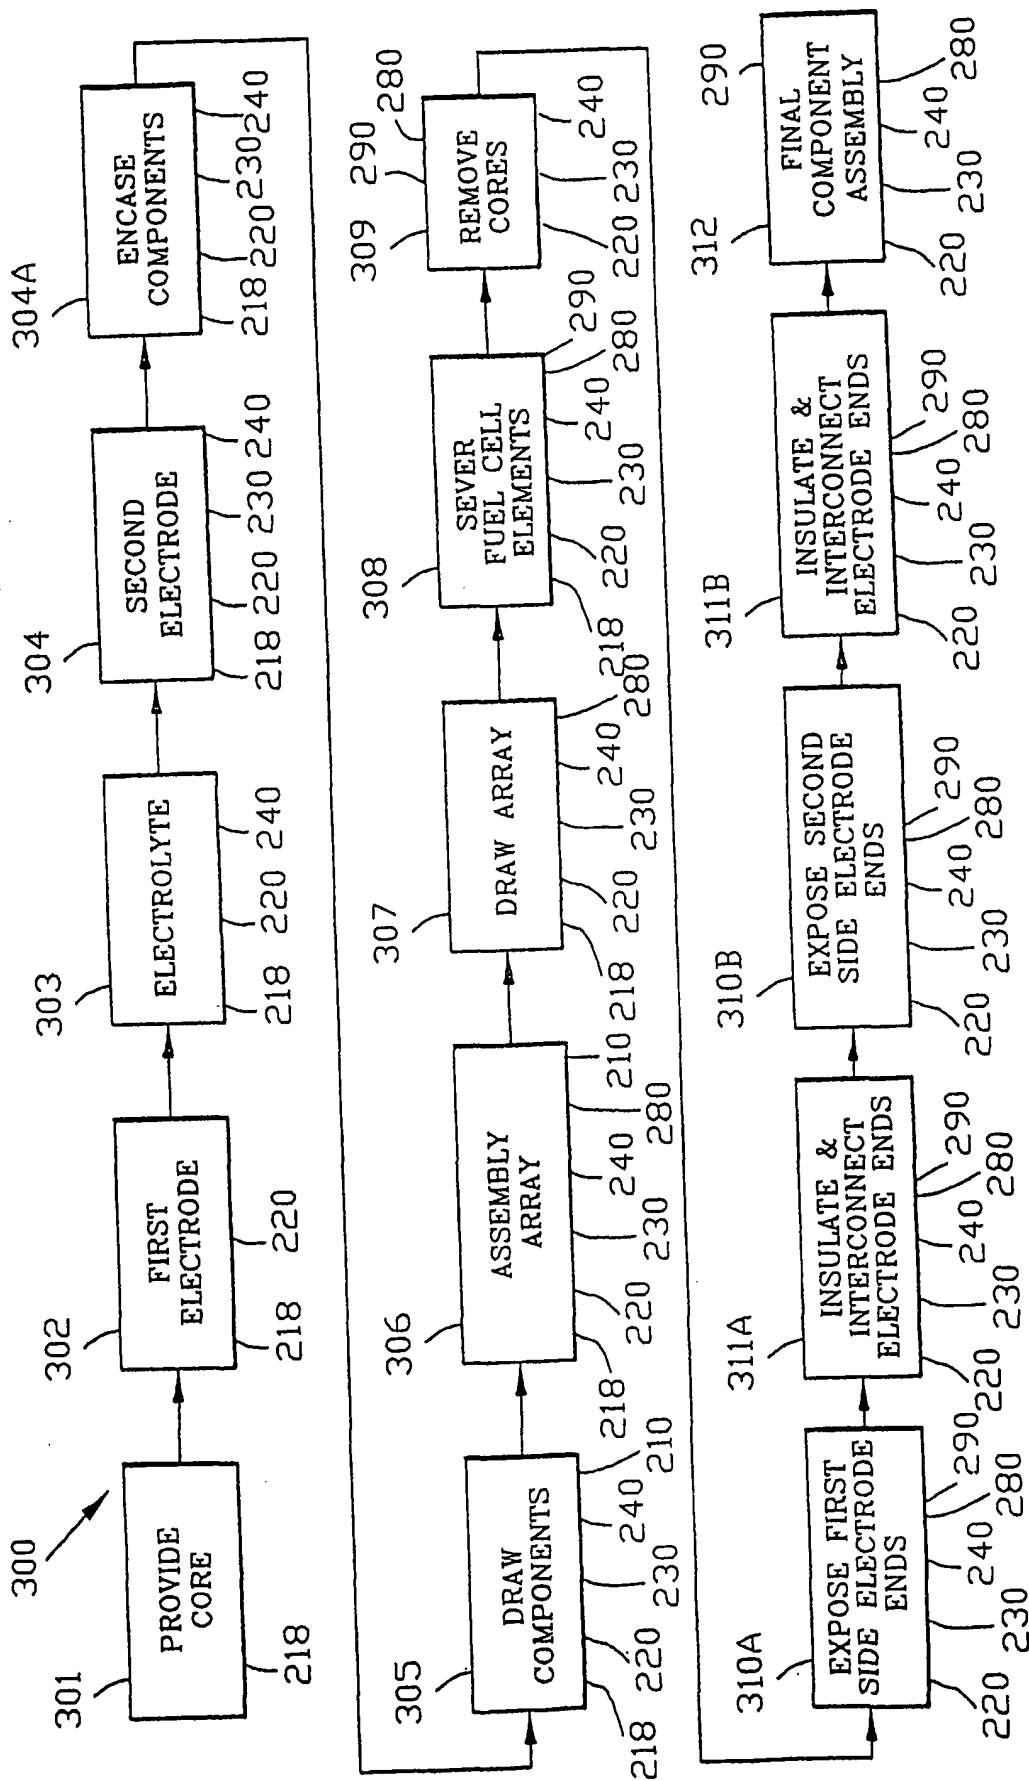 300
301
PROVIDE
CORE
218
302
FIRST
ELECTRODE
218
220
303
ELECTROLYTE
218
220
240
304
SECOND
ELECTRODE
218
220
230
240
304A
ENCASE
COMPONENTS
218
220
230
240
305
DRAW
COMPONENTS
218
220
230
240
210
306
ASSEMBLY
ARRAY
218
220
230
240
280
210
307
DRAW ARRAY
218
220
230
240
280
308
SEVER
FUEL CELL
ELEMENTS
218
220
230
240
280
290
309
290
280
REMOVE
CORES
220
230
240
310A
EXPOSE FIRST
SIDE ELECTRODE
ENDS
220
230
240
280
290
311A
INSULATE &
INTERCONNECT
ELECTRODE ENDS
220
230
240
280
290
310B
EXPOSE SECOND
SIDE ELECTRODE
ENDS
220
230
240
280
290
311B
INSULATE &
INTERCONNECT
ELECTRODE ENDS
220
230
240
280
290
312
290
FINAL
COMPONENT
ASSEMBLY
220
230
240
280